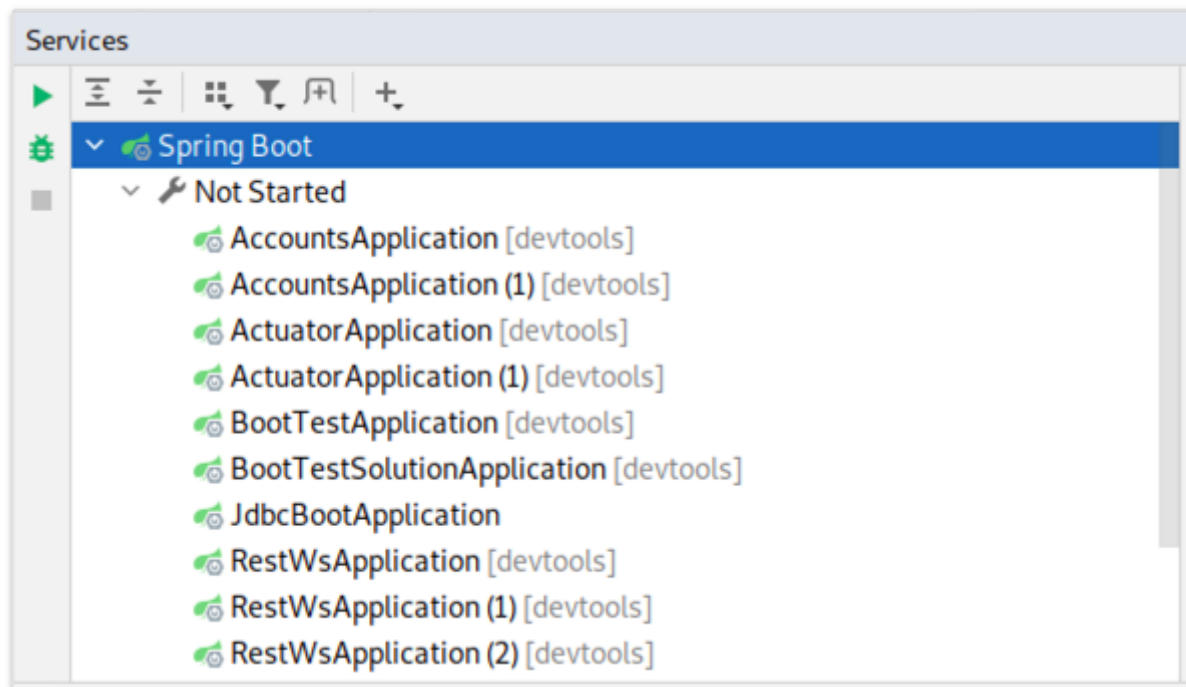 Services
Spring Boot
Not Started
AccountsApplication [devtools]
AccountsApplication (1) [devtools]
ActuatorApplication [devtools]
ActuatorApplication (1) [devtools]
BootTestApplication [devtools]
BootTestSolutionApplication [devtools]
JdbcBootApplication
RestWsApplication [devtools]
RestWsApplication (1) [devtools]
RestWsApplication (2) [devtools]